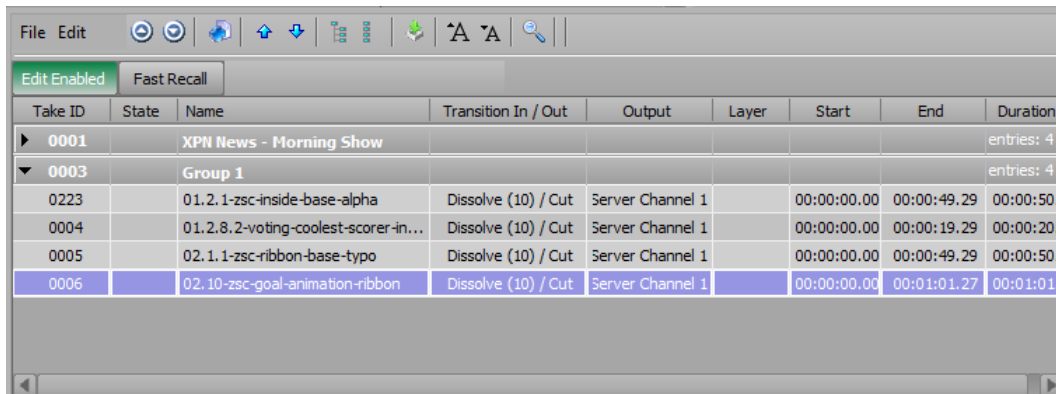 File Edit A A
Edit Enabled Fast Recall
Take ID State Name Transition In / Out Output Layer Start End Duration
0001 XPN News - Morning Show entries: 4
0003 Group 1 entries: 4
0223 01.2.1-zsc-inside-base-alpha Dissolve (10) / Cut Server Channel 1 00:00:00.00 00:00:49.29 00:00:50
0004 01.2.8.2-voting-coolest-scorer-in... Dissolve (10) / Cut Server Channel 1 00:00:00.00 00:00:19.29 00:00:20
0005 02.1.1-zsc-ribbon-base-typo Dissolve (10) / Cut Server Channel 1 00:00:00.00 00:00:49.29 00:00:50
0006 02.10-zsc-goal-animation-ribbon Dissolve (10) / Cut Server Channel 1 00:00:00.00 00:01:01.27 00:01:01